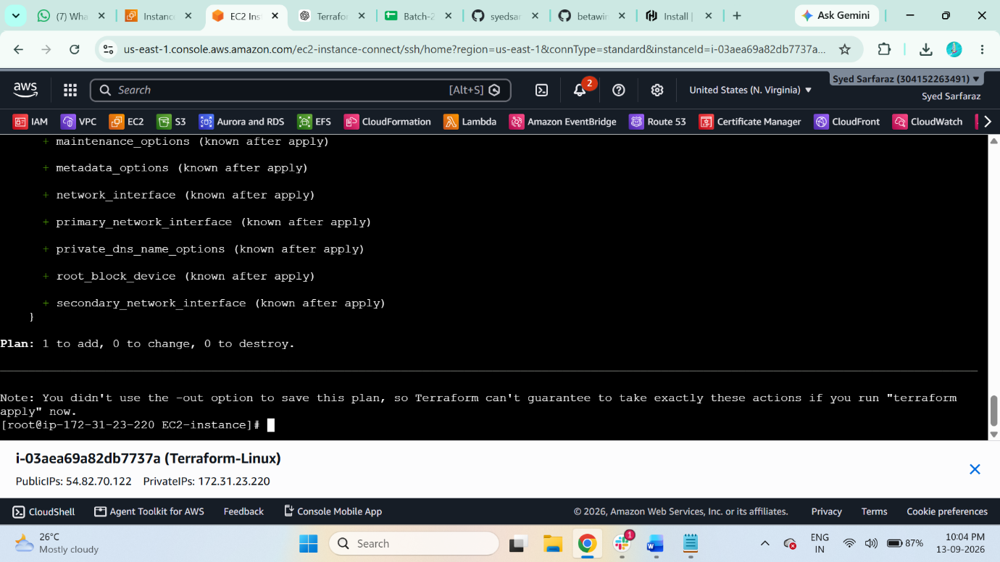 (7) Wha
Instanc
EC2 Ins
Terrafo
Batch-2
syedsar
betawin
Install |
Ask Gemini
us-east-1.console.aws.amazon.com/ec2-instance-connect/ssh/home?region=us-east-1&connType=standard&instanceId=i-03aea69a82db7737a...
aws
Search
[Alt+S]
2
United States (N. Virginia)
Syed Sarfaraz (304152263491)
Syed Sarfaraz
IAM
VPC
EC2
S3
Aurora and RDS
EFS
CloudFormation
Lambda
Amazon EventBridge
Route 53
Certificate Manager
CloudFront
CloudWatch
+ maintenance_options (known after apply)
+ metadata_options (known after apply)
+ network_interface (known after apply)
+ primary_network_interface (known after apply)
+ private_dns_name_options (known after apply)
+ root_block_device (known after apply)
+ secondary_network_interface (known after apply)
}
Plan: 1 to add, 0 to change, 0 to destroy.
Note: You didn't use the -out option to save this plan, so Terraform can't guarantee to take exactly these actions if you run "terraform
apply" now.
[root@ip-172-31-23-220 EC2-instance]#
i-03aea69a82db7737a (Terraform-Linux)
PublicIPs: 54.82.70.122 PrivateIPs: 172.31.23.220
CloudShell
Agent Toolkit for AWS
Feedback
Console Mobile App
© 2026, Amazon Web Services, Inc. or its affiliates.
Privacy
Terms
Cookie preferences
26°C
Mostly cloudy
Search
1
ENG
IN
87%
10:04 PM
13-09-2026